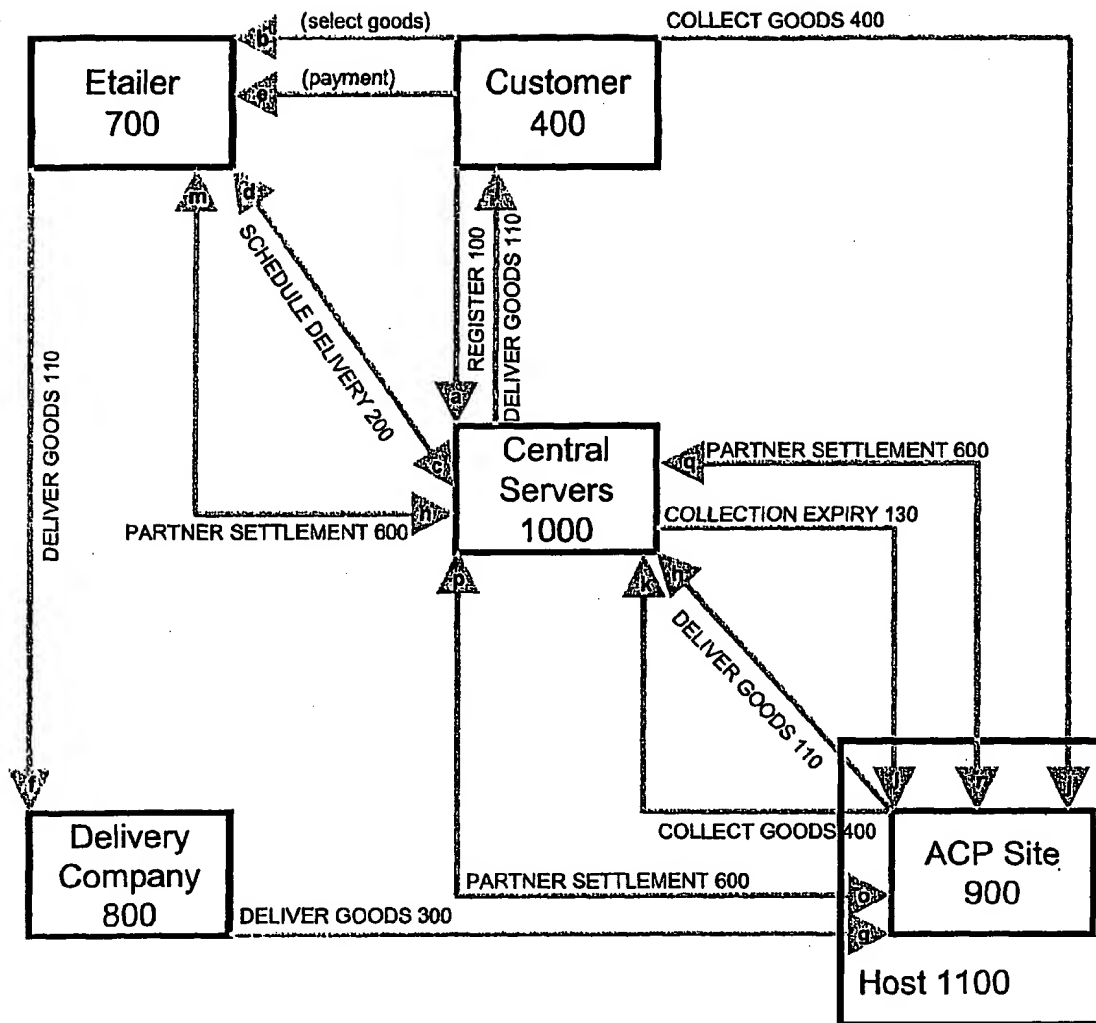 (select goods)
COLLECT GOODS 400
b
Etailer
700
(payment)
e
Customer
400
m
d
i
SCHEDULE DELIVERY 200
REGISTER 100
DELIVER GOODS 110
DELIVER GOODS 110
a
c
Central
Servers
1000
q
PARTNER SETTLEMENT 600
n
PARTNER SETTLEMENT 600
COLLECTION EXPIRY 130
p
k
h
DELIVER GOODS 110
f
l
r
j
Delivery
Company
800
COLLECT GOODS 400
ACP Site
900
PARTNER SETTLEMENT 600
o
DELIVER GOODS 300
g
Host 1100